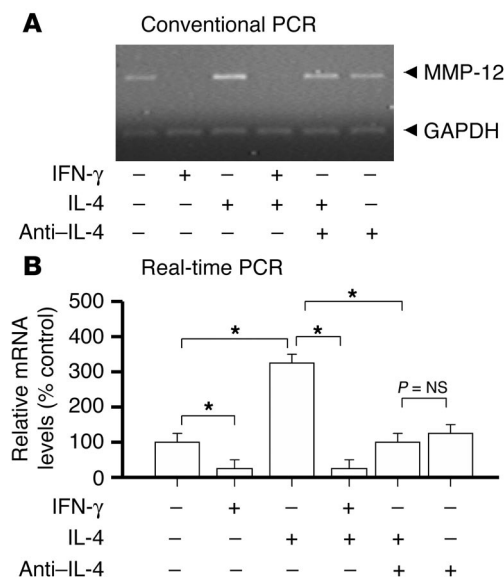 A Conventional PCR
◄ MMP-12
◄ GAPDH
IFN-γ – + – + – –
IL-4 – – + + + –
Anti–IL-4 – – – – + +
B Real-time PCR
Relative mRNA
levels (% control)
500
400
300
200
100
0
* * * *
P = NS
IFN-γ – + – + – –
IL-4 – – + + + –
Anti–IL-4 – – – – + +